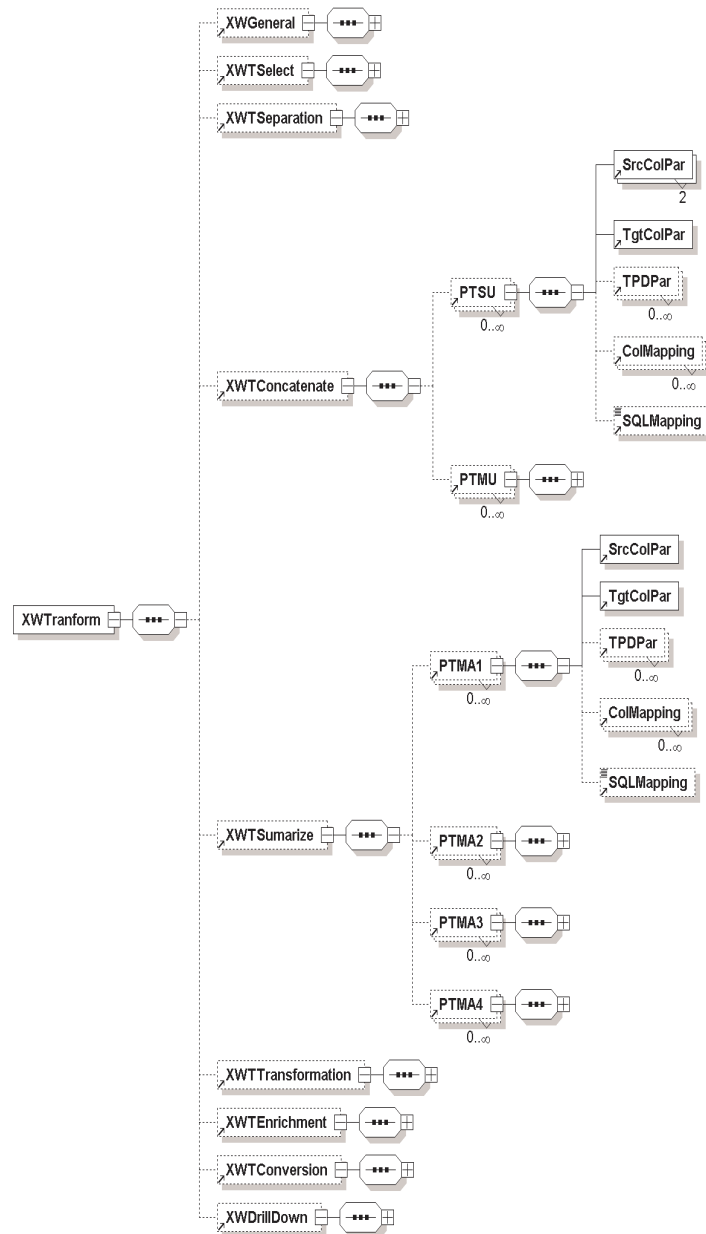 XWGeneral
XWTSelect
XWTSeparation
SrcColPar
2
TgtColPar
TPDPar
0..∞
ColMapping
0..∞
SQLMapping
PTSU
0..∞
XWTConcatenate
PTMU
0..∞
SrcColPar
TgtColPar
TPDPar
0..∞
ColMapping
0..∞
SQLMapping
XWTranform
PTMA1
0..∞
XWTSumarize
PTMA2
0..∞
PTMA3
0..∞
PTMA4
0..∞
XWTTransformation
XWTEnrichment
XWTConversion
XWDrillDown